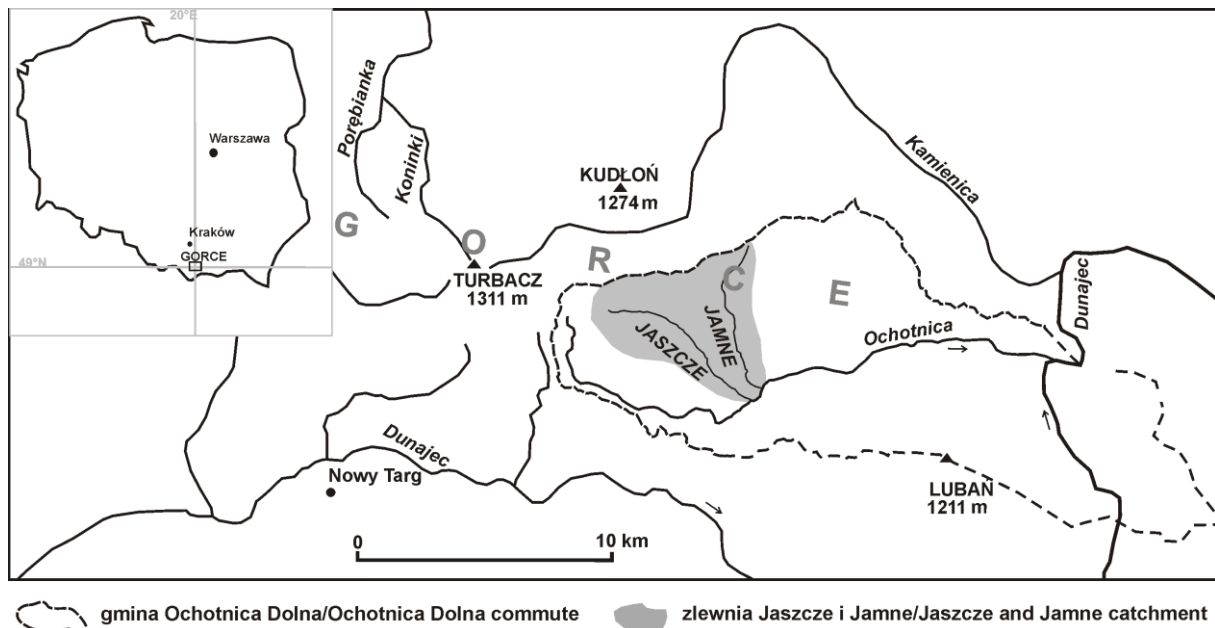 20°E
Warszawa
Kraków
GORCE
49°N
Porębianka
Koninki
KUDŁOŃ
1274 m
Kamienica
G O R C E
TURBACZ
1311 m
JASZCZE
JAMNE
Ochotnica
Dunajec
Dunajec
Nowy Targ
LUBAŃ
1211 m
0 10 km
gmina Ochotnica Dolna/Ochotnica Dolna commute
zlewnia Jaszcze i Jamne/Jaszcze and Jamne catchment